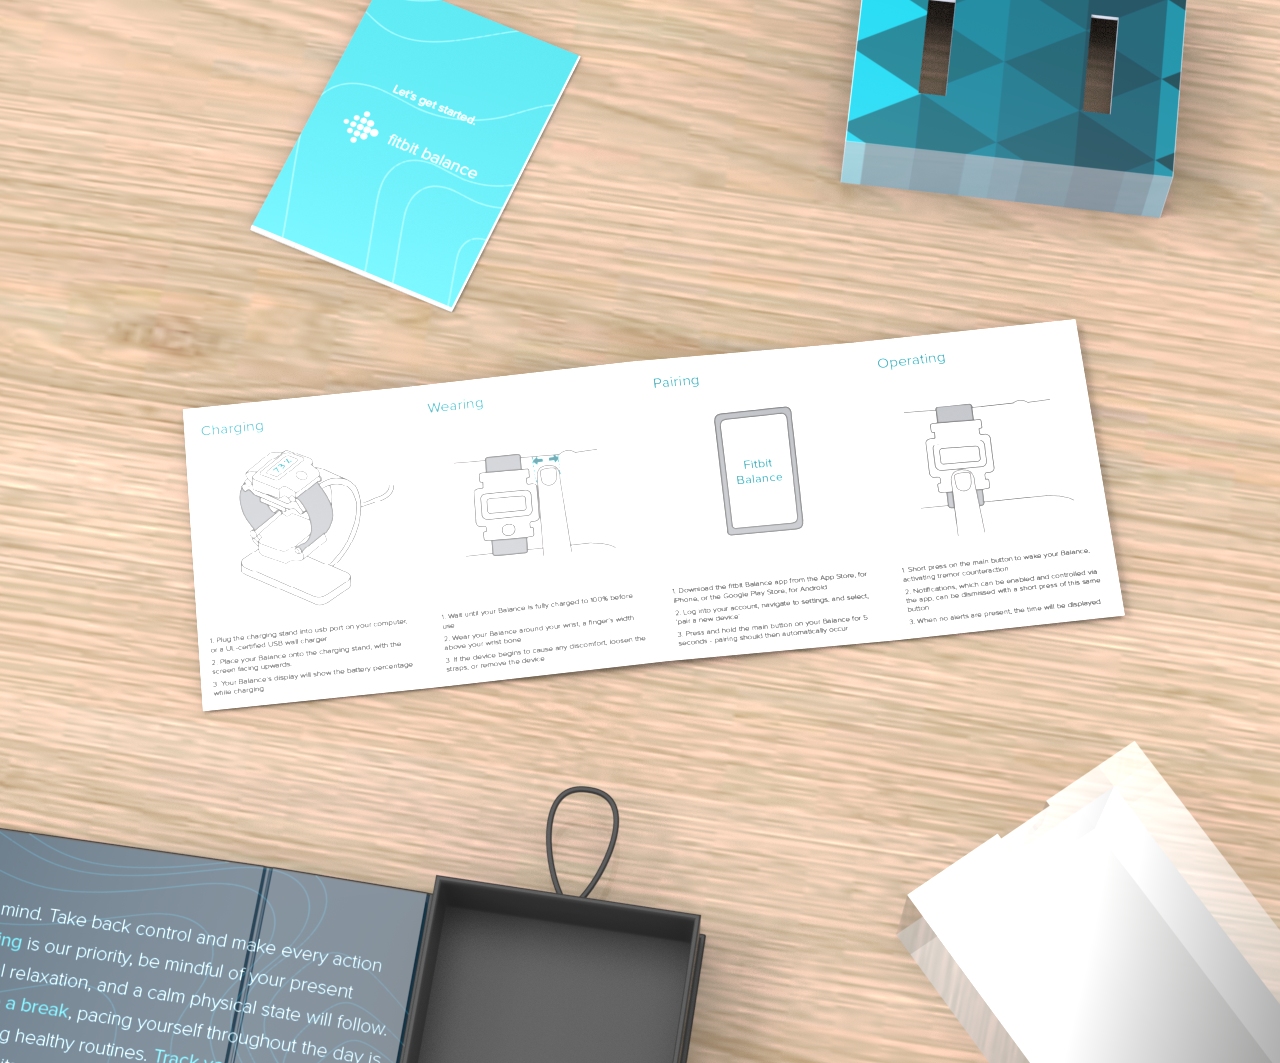 Let's get started.
fitbit balance
Charging
73%
1. Plug the charging stand into usb port on your computer,
or a UL-certified USB wall charger
2. Place your Balance onto the charging stand, with the
screen facing upwards
3. Your Balance's display will show the battery percentage
while charging
Wearing
1. Wait until your Balance is fully charged to 100% before
use
2. Wear your Balance around your wrist, a finger's width
above your wrist bone
3. If the device begins to cause any discomfort, loosen the
straps, or remove the device
Pairing
Fitbit
Balance
1. Download the fitbit Balance app from the App Store, for
iPhone, or the Google Play Store, for Android
2. Log into your account, navigate to settings, and select,
'pair a new device'
3. Press and hold the main button on your Balance for 5
seconds - pairing should then automatically occur
Operating
1. Short press on the main button to wake your Balance,
activating tremor counteraction
2. Notifications, which can be enabled and controlled via
the app, can be dismissed with a short press of this same
button
3. When no alerts are present, the time will be displayed
mind. Take back control and make every action
ing is our priority, be mindful of your present
l relaxation, and a calm physical state will follow.
a break, pacing yourself throughout the day is
g healthy routines. Track